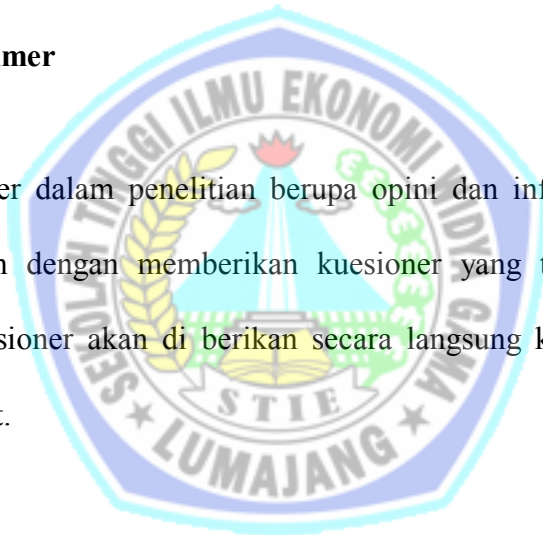 mer
er dalam penelitian berupa opini dan inf
n dengan memberikan kuesioner yang t
sioner akan di berikan secara langsung k
t.
SEKOLAH TINGGI ILMU EKONOMI WIDYA GAMA
STIE
LUMAJANG